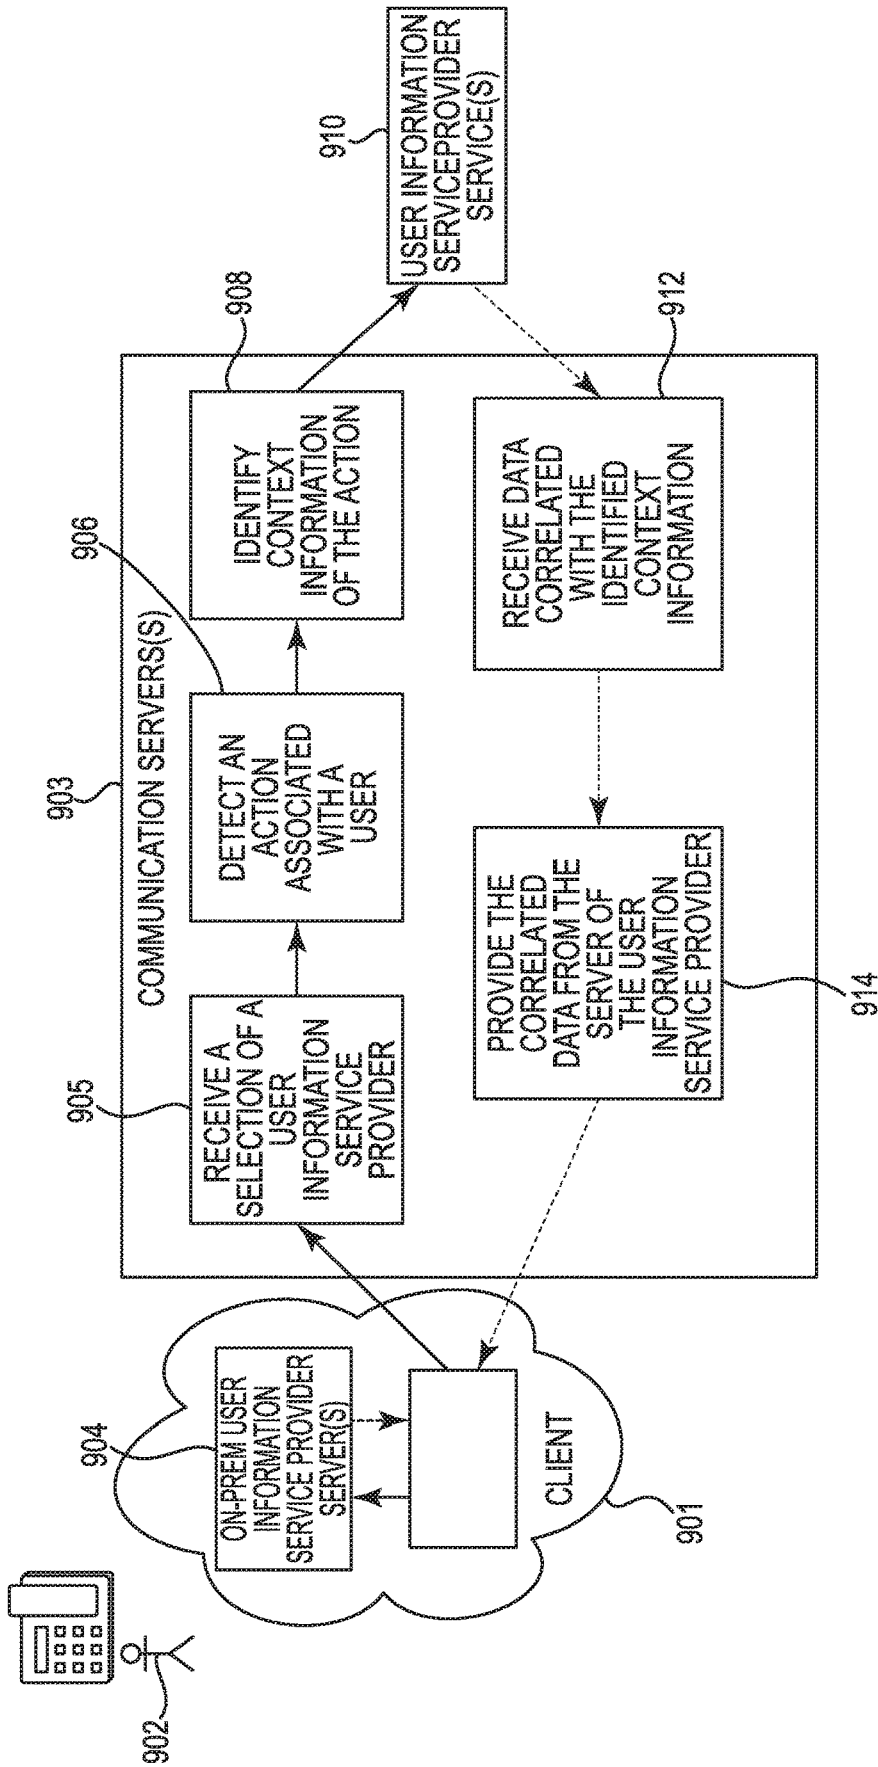 902
904
ON-PREM USER
INFORMATION
SERVICE PROVIDER
SERVER(S)
CLIENT
901
903
COMMUNICATION SERVERS(S)
905
RECEIVE A
SELECTION OF A
USER
INFORMATION
SERVICE
PROVIDER
906
DETECT AN
ACTION
ASSOCIATED
WITH A
USER
908
IDENTIFY
CONTEXT
INFORMATION
OF THE ACTION
910
USER INFORMATION
SERVICEPROVIDER
SERVICE(S)
912
RECEIVE DATA
CORRELATED
WITH THE
IDENTIFIED
CONTEXT
INFORMATION
PROVIDE THE
CORRELATED
DATA FROM THE
SERVER OF
THE USER
INFORMATION
SERVICE PROVIDER
914